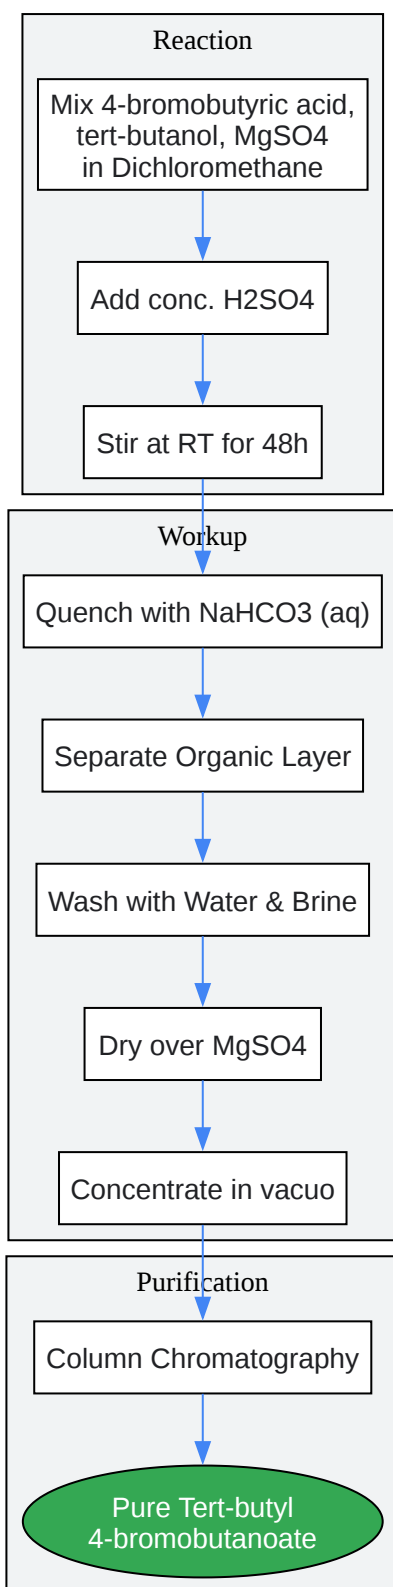 Reaction
Mix 4-bromobutyric acid,
tert-butanol, MgSO4
in Dichloromethane
Add conc. H2SO4
Stir at RT for 48h
Workup
Quench with NaHCO3 (aq)
Separate Organic Layer
Wash with Water & Brine
Dry over MgSO4
Concentrate in vacuo
Purification
Column Chromatography
Pure Tert-butyl
4-bromobutanoate